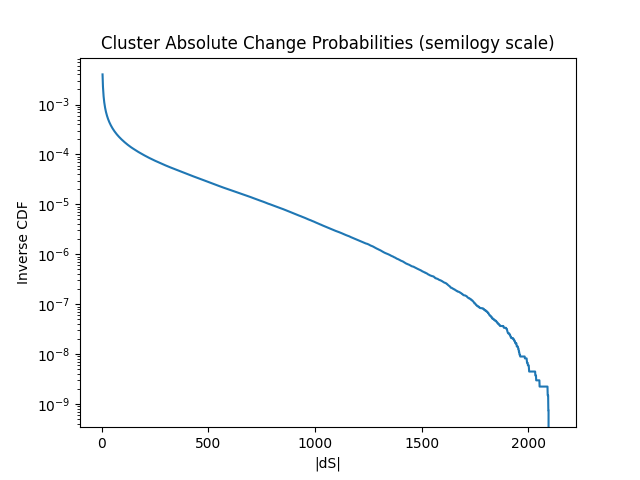 Cluster Absolute Change Probabilities (semilogy scale)
Inverse CDF
10⁻³
10⁻⁴
10⁻⁵
10⁻⁶
10⁻⁷
10⁻⁸
10⁻⁹
0 500 1000 1500 2000
|dS|